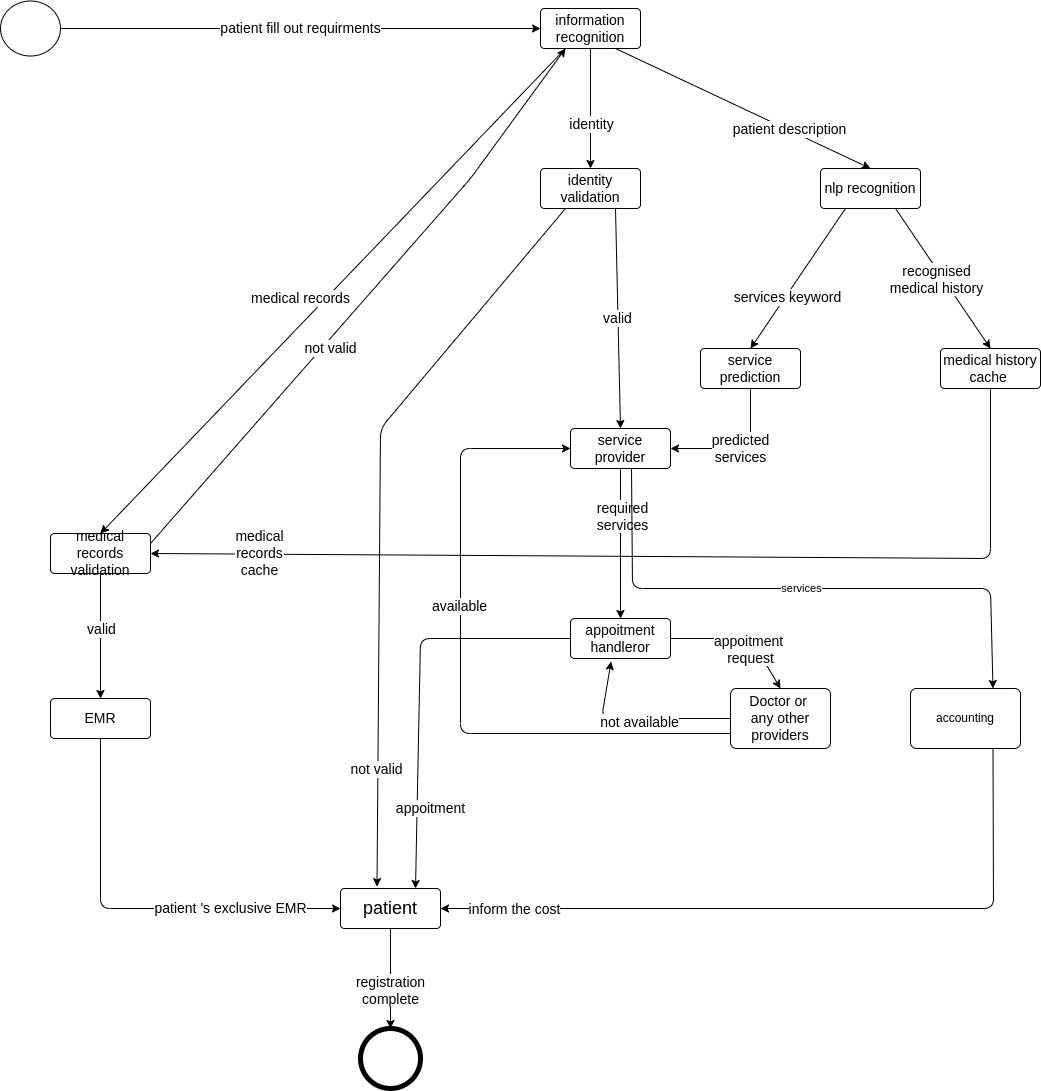 patient fill out requirments
information
recognition
identity
patient description
identity
validation
nlp recognition
recognised
medical history
medical records
services keyword
valid
not valid
service
prediction
medical history
cache
service
provider
predicted
services
required
services
medical
records
validation
medical
records
cache
services
available
valid
appoitment
handleror
appoitment
request
EMR
not available
Doctor or
any other
providers
accounting
not valid
appoitment
patient 's exclusive EMR
patient
inform the cost
registration
complete